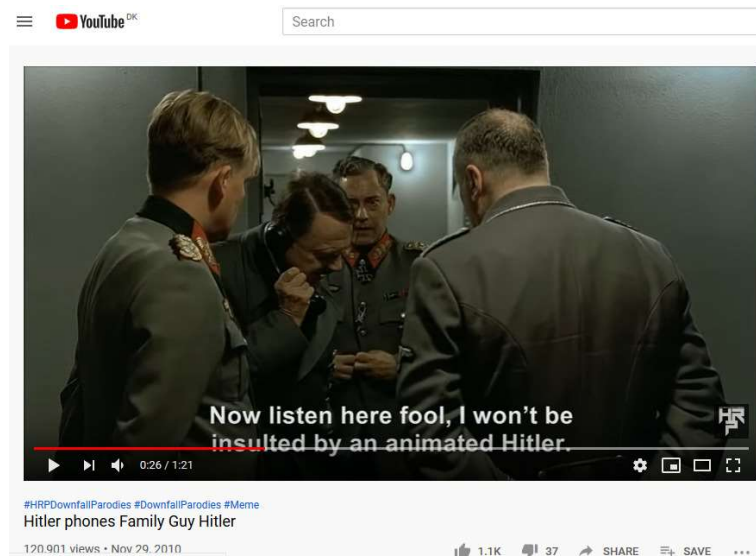 YouTube DK
Search
Now listen here fool, I won't be
insulted by an animated Hitler.
HRP
0:26 / 1:21
#HRPDownfallParodies #DownfallParodies #Meme
Hitler phones Family Guy Hitler
120,901 views • Nov 29, 2010
1.1K 37 SHARE SAVE